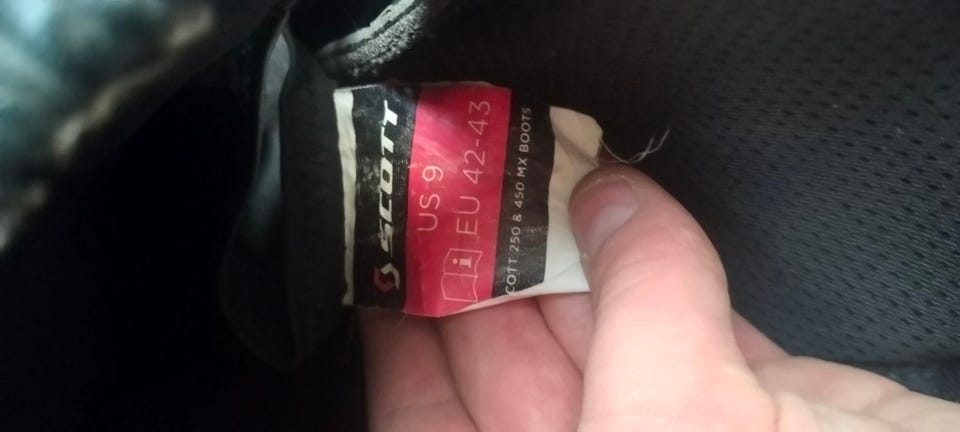 SCOTT
US 9
EU 42-43
COTT 250 & 450 MX BOOTS